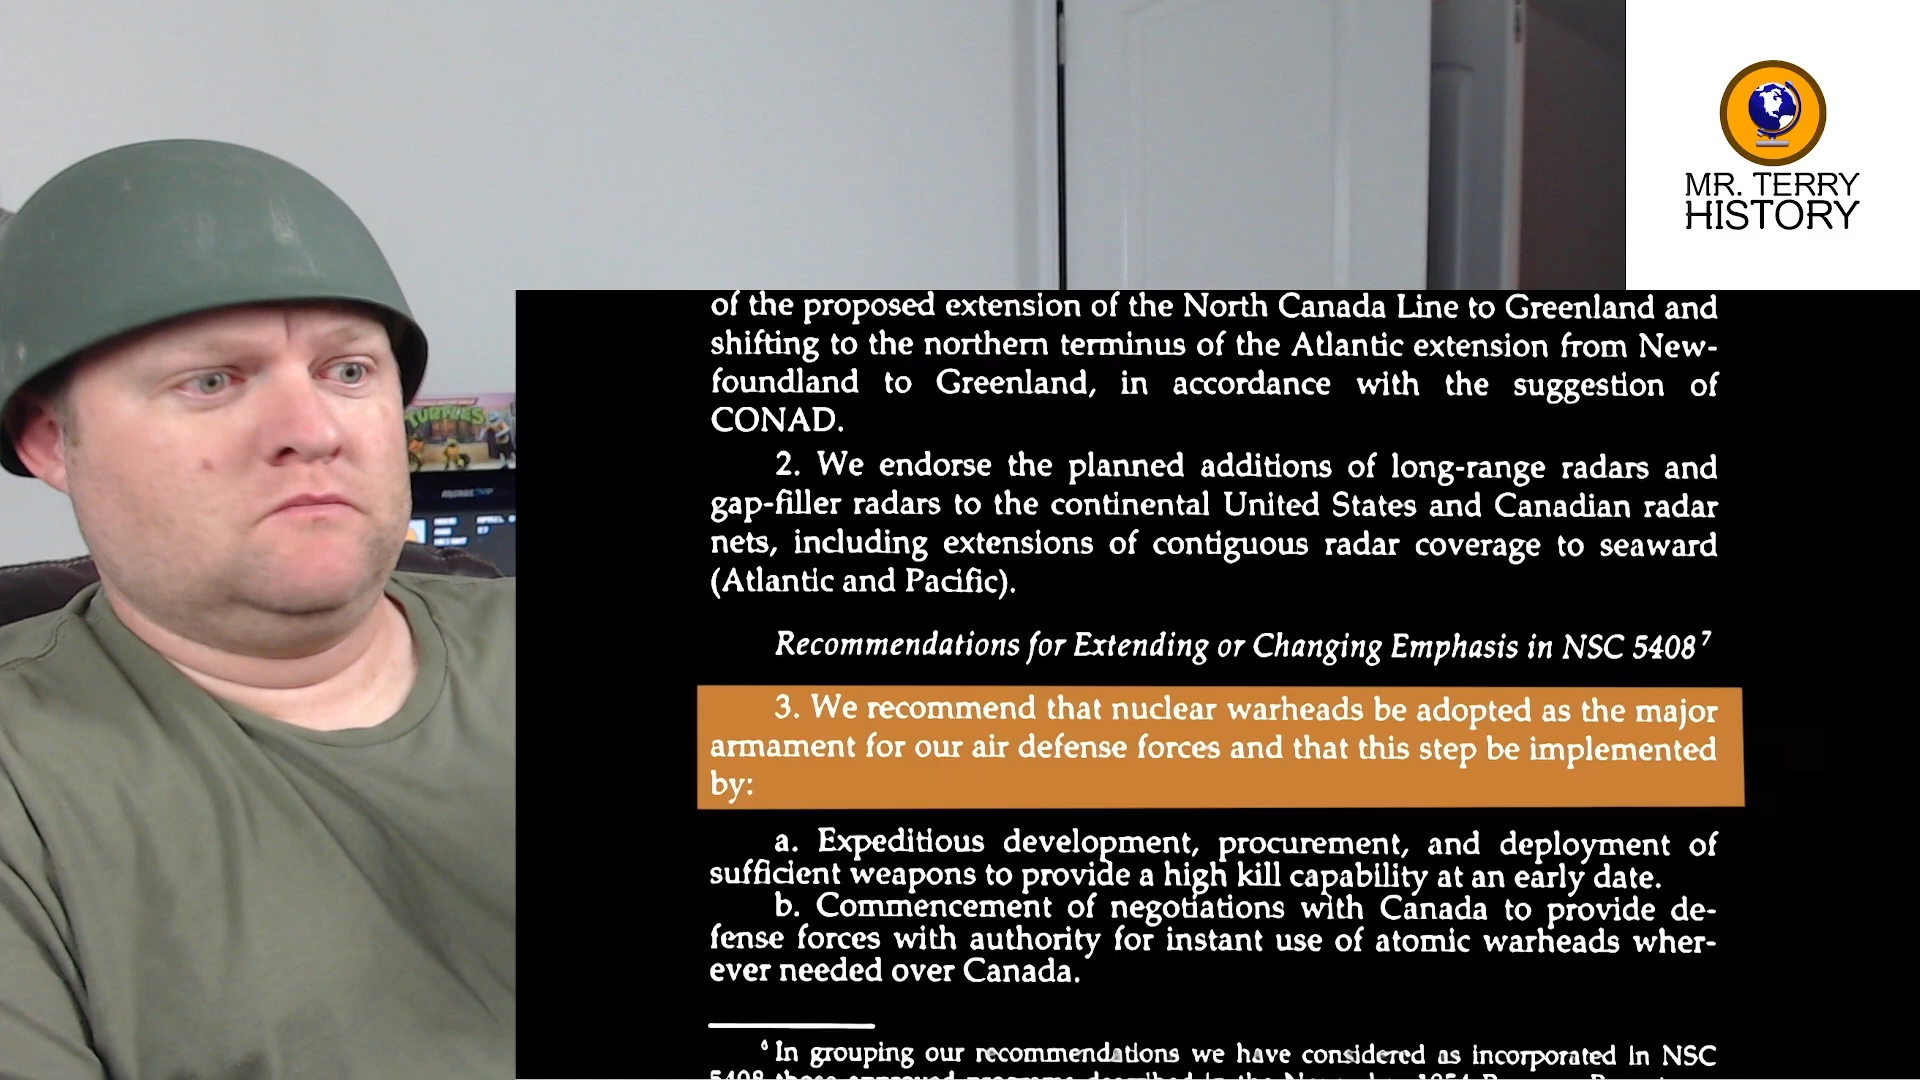 MR. TERRY
HISTORY
TURTLES
of the proposed extension of the North Canada Line to Greenland and
shifting to the northern terminus of the Atlantic extension from New-
foundland to Greenland, in accordance with the suggestion of
CONAD.
2. We endorse the planned additions of long-range radars and
gap-filler radars to the continental United States and Canadian radar
nets, including extensions of contiguous radar coverage to seaward
(Atlantic and Pacific).
Recommendations for Extending or Changing Emphasis in NSC 5408⁷
3. We recommend that nuclear warheads be adopted as the major
armament for our air defense forces and that this step be implemented
by:
a. Expeditious development, procurement, and deployment of
sufficient weapons to provide a high kill capability at an early date.
b. Commencement of negotiations with Canada to provide de-
fense forces with authority for instant use of atomic warheads wher-
ever needed over Canada.
⁶ In grouping our recommendations we have considered as incorporated in NSC